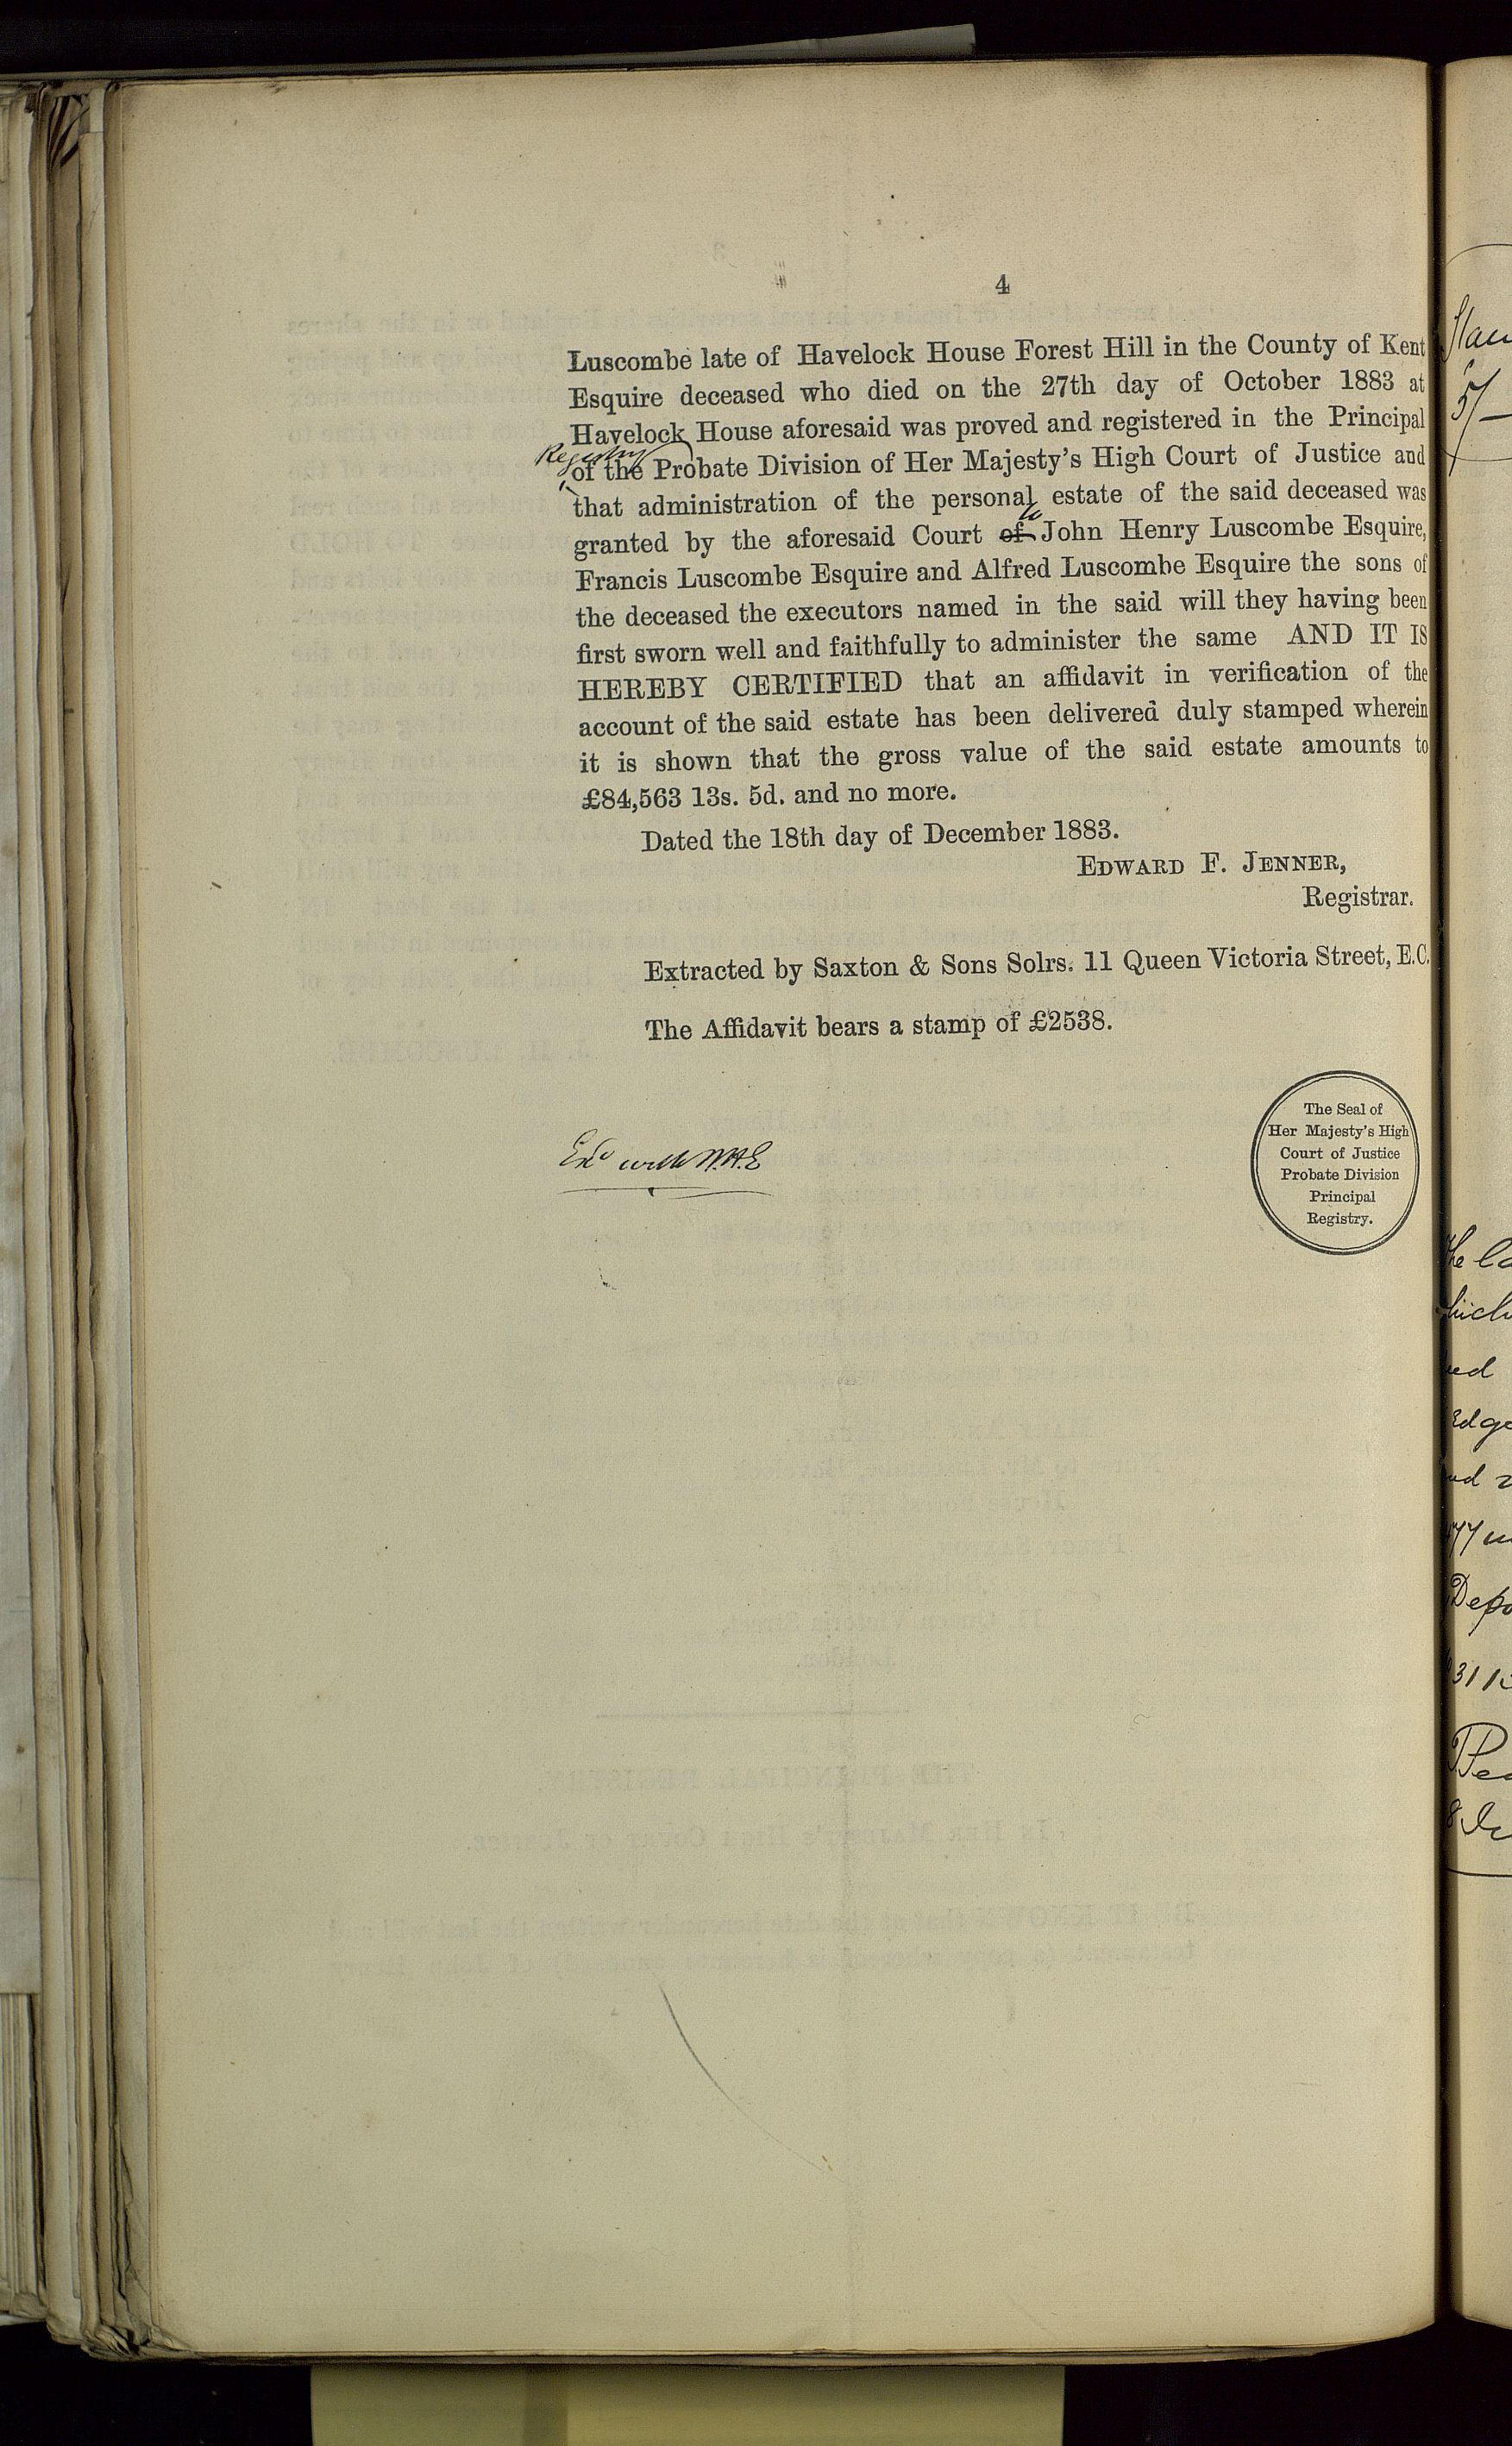 4
Luscombe late of Havelock House Forest Hill in the County of Kent
Esquire deceased who died on the 27th day of October 1883 at
Havelock House aforesaid was proved and registered in the Principal
Registry
of the Probate Division of Her Majesty's High Court of Justice and
that administration of the personal estate of the said deceased was
to
granted by the aforesaid Court of John Henry Luscombe Esquire,
Francis Luscombe Esquire and Alfred Luscombe Esquire the sons of
the deceased the executors named in the said will they having been
first sworn well and faithfully to administer the same AND IT IS
HEREBY CERTIFIED that an affidavit in verification of the
account of the said estate has been delivered duly stamped wherein
it is shown that the gross value of the said estate amounts to
£84,563 13s. 5d. and no more.
Dated the 18th day of December 1883.
EDWARD F. JENNER,
Registrar.
Extracted by Saxton & Sons Solrs. 11 Queen Victoria Street, E.C.
The Affidavit bears a stamp of £2538.
The Seal of
Her Majesty's High
Court of Justice
Probate Division
Principal
Registry.
Exd with W.H.E